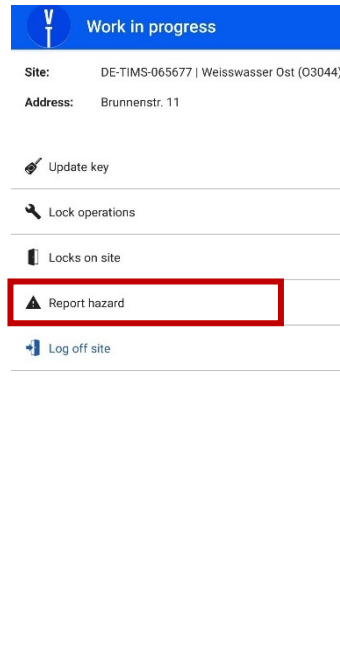 VT
Work in progress
Site: DE-TIMS-065677 | Weisswasser Ost (O3044)
Address: Brunnenstr. 11
Update key
Lock operations
Locks on site
Report hazard
Log off site